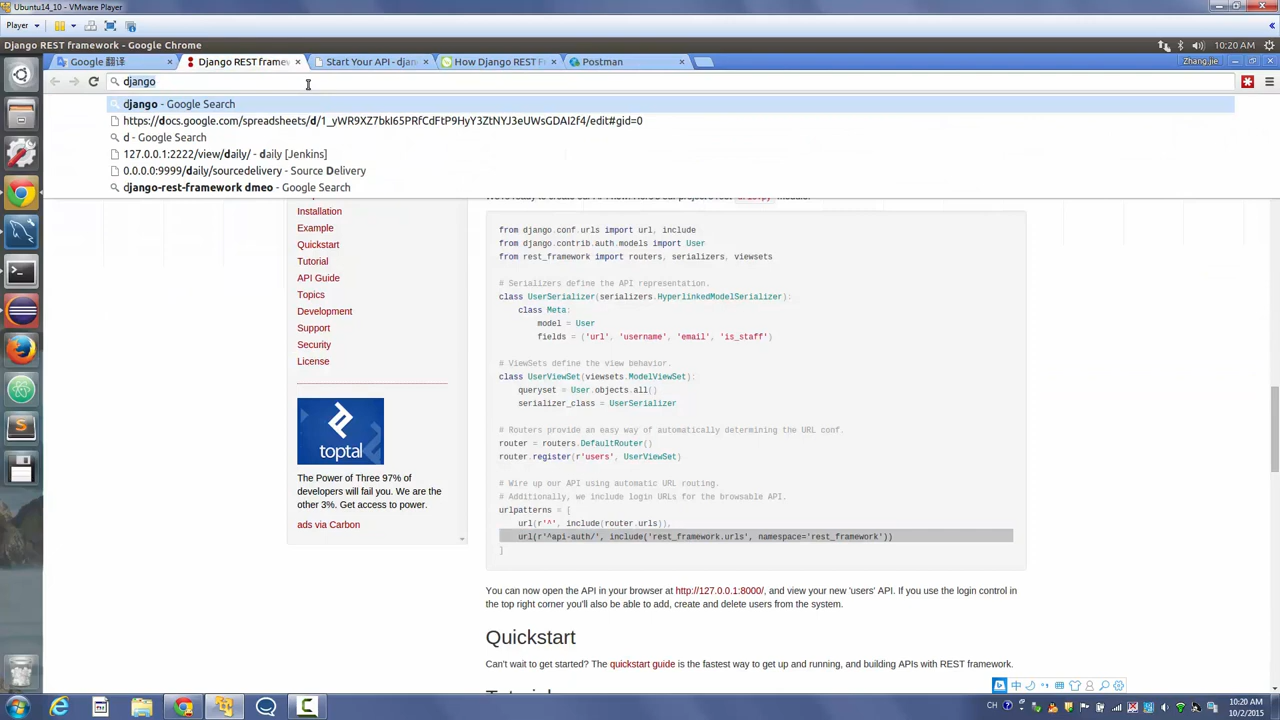 Ubuntu14_10 - VMware Player
Player
Django REST framework - Google Chrome
10:20 AM
Google 翻译
Django REST frame
Start Your API - djan
How Django REST F
Postman
Zhang.jie
django
django - Google Search
https://docs.google.com/spreadsheets/d/1_yWR9XZ7bkI65PRfCdFtP9HyY3ZtNYJ3eUWsGDAI2f4/edit#gid=0
d - Google Search
127.0.0.1:2222/view/daily/ - daily [Jenkins]
0.0.0.0:9999/daily/sourcedelivery - Source Delivery
django-rest-framework dmeo - Google Search
Installation
Example
Quickstart
Tutorial
API Guide
Topics
Development
Support
Security
License
toptal
The Power of Three 97% of
developers will fail you. We are the
other 3%. Get access to power.
ads via Carbon
from django.conf.urls import url, include
from django.contrib.auth.models import User
from rest_framework import routers, serializers, viewsets
# Serializers define the API representation.
class UserSerializer(serializers.HyperlinkedModelSerializer):
class Meta:
model = User
fields = ('url', 'username', 'email', 'is_staff')
# ViewSets define the view behavior.
class UserViewSet(viewsets.ModelViewSet):
queryset = User.objects.all()
serializer_class = UserSerializer
# Routers provide an easy way of automatically determining the URL conf.
router = routers.DefaultRouter()
router.register(r'users', UserViewSet)
# Wire up our API using automatic URL routing.
# Additionally, we include login URLs for the browsable API.
urlpatterns = [
url(r'^', include(router.urls)),
url(r'^api-auth/', include('rest_framework.urls', namespace='rest_framework'))
]
You can now open the API in your browser at http://127.0.0.1:8000/, and view your new 'users' API. If you use the login control in
the top right corner you'll also be able to add, create and delete users from the system.
Quickstart
Can't wait to get started? The quickstart guide is the fastest way to get up and running, and building APIs with REST framework.
中
CH
10:20 AM
10/2/2015